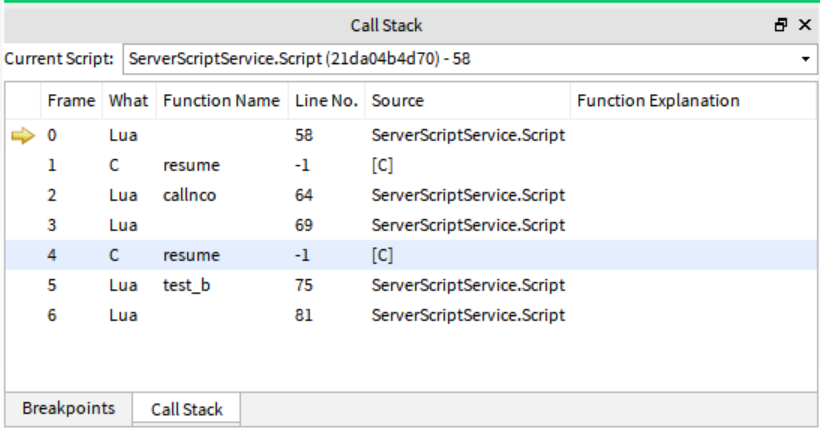 Call Stack
Current Script: ServerScriptService.Script (21da04b4d70) - 58
Frame What Function Name Line No. Source Function Explanation
0 Lua 58 ServerScriptService.Script
1 C resume -1 [C]
2 Lua callnco 64 ServerScriptService.Script
3 Lua 69 ServerScriptService.Script
4 C resume -1 [C]
5 Lua test_b 75 ServerScriptService.Script
6 Lua 81 ServerScriptService.Script
Breakpoints Call Stack